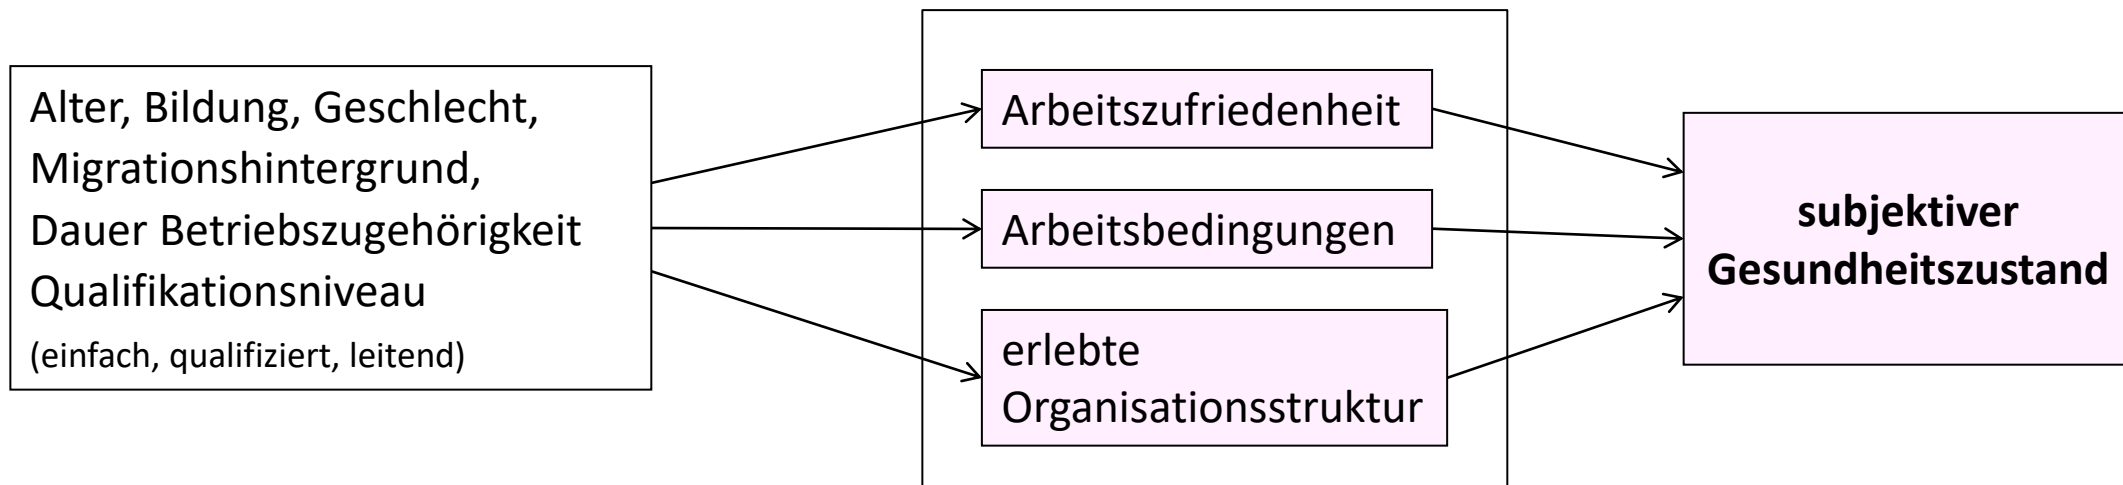 Alter, Bildung, Geschlecht,
Migrationshintergrund,
Dauer Betriebszugehörigkeit
Qualifikationsniveau
(einfach, qualifiziert, leitend)
Arbeitszufriedenheit
Arbeitsbedingungen
erlebte
Organisationsstruktur
subjektiver
Gesundheitszustand